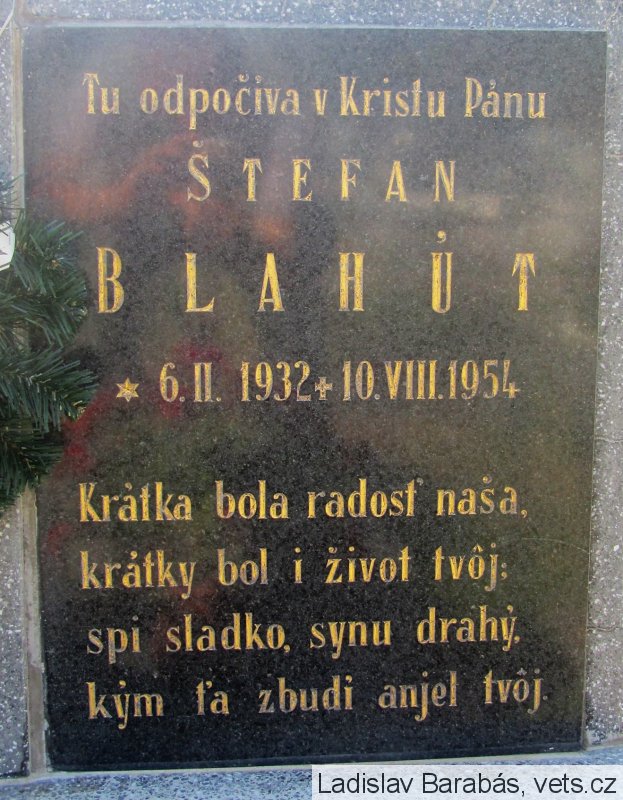 Tu odpočíva v Kristu Pánu
ŠTEFAN
BLAHÚT
* 6.II. 1932 + 10.VIII.1954
Krátka bola radosť naša,
krátky bol i život tvôj;
spi sladko, synu drahý,
kým ťa zbudi anjel tvôj.
Ladislav Barabás, vets.cz